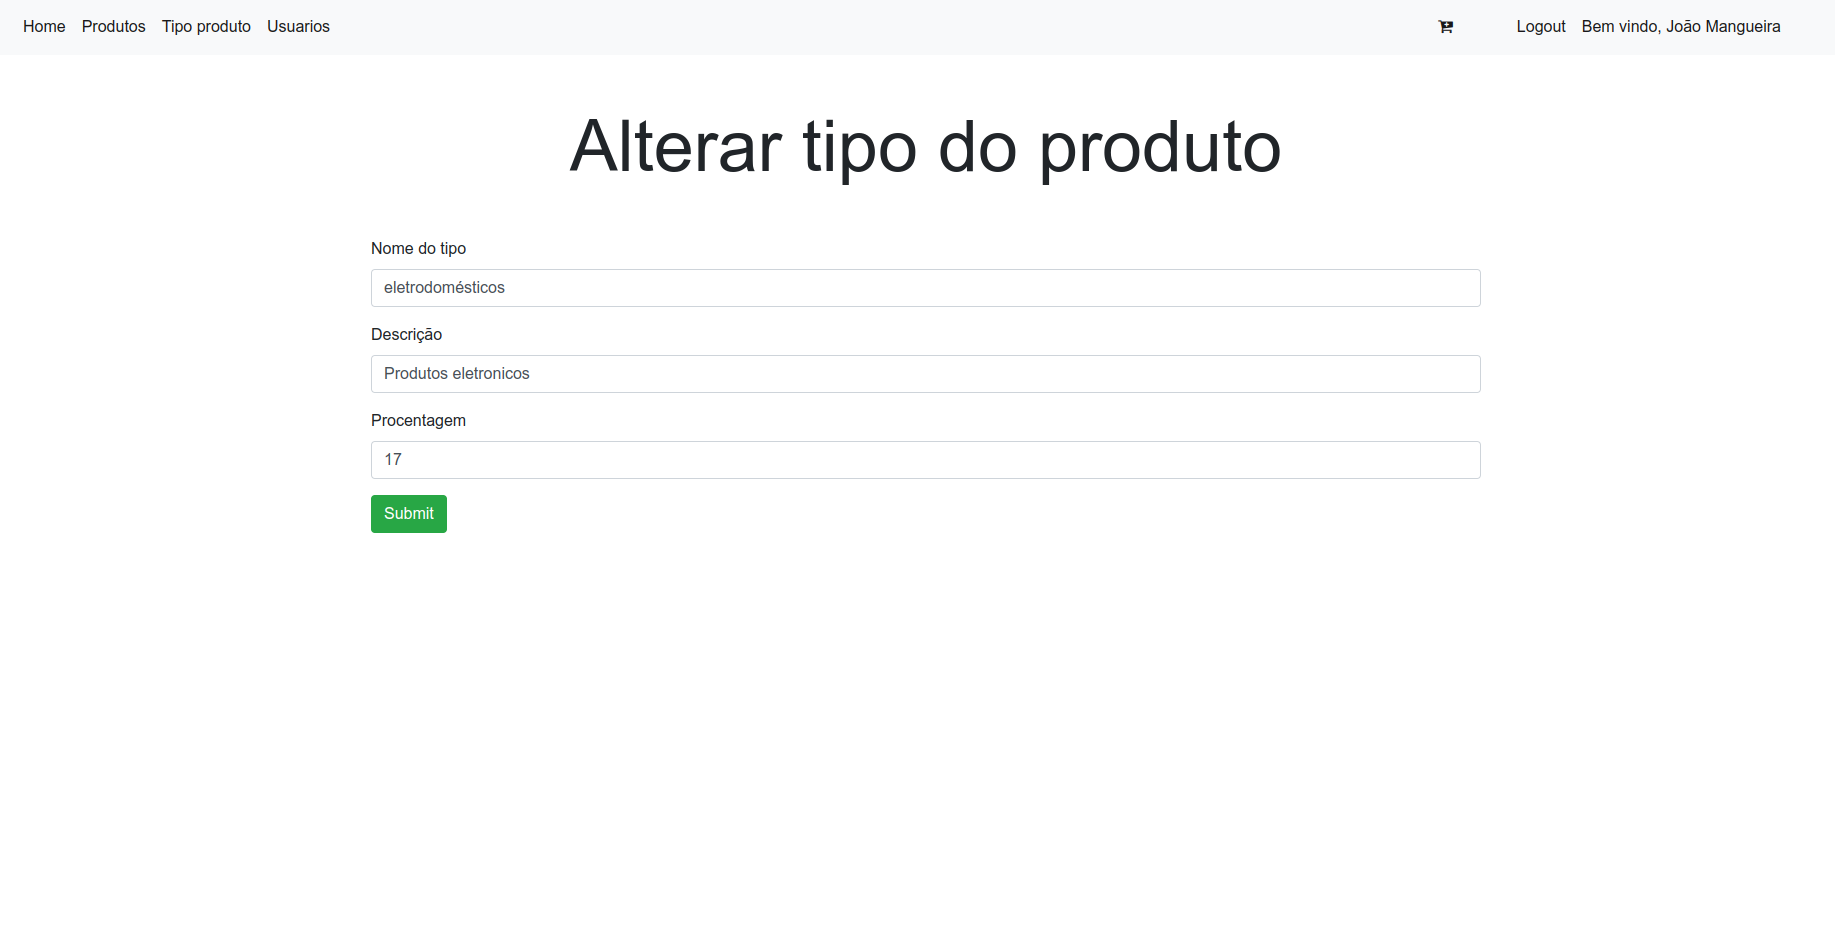 Home Produtos Tipo produto Usuarios Logout Bem vindo, João Mangueira
Alterar tipo do produto
Nome do tipo
eletrodomésticos
Descrição
Produtos eletronicos
Procentagem
17
Submit